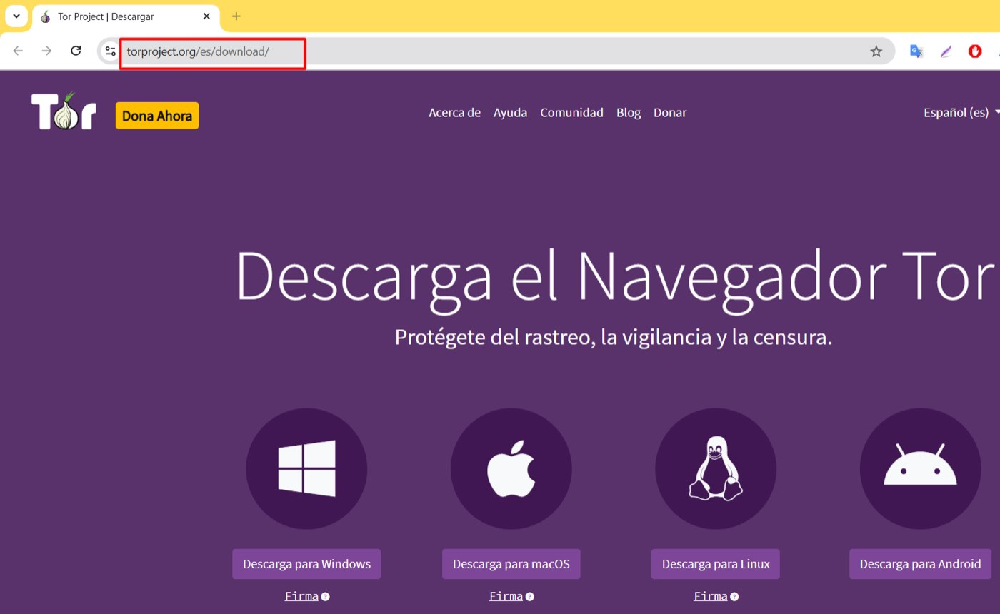 Tor Project | Descargar
torproject.org/es/download/
Tor
Dona Ahora
Acerca de Ayuda Comunidad Blog Donar
Español (es)
Descarga el Navegador Tor
Protégete del rastreo, la vigilancia y la censura.
Descarga para Windows Descarga para macOS Descarga para Linux Descarga para Android
Firma ? Firma ? Firma ?